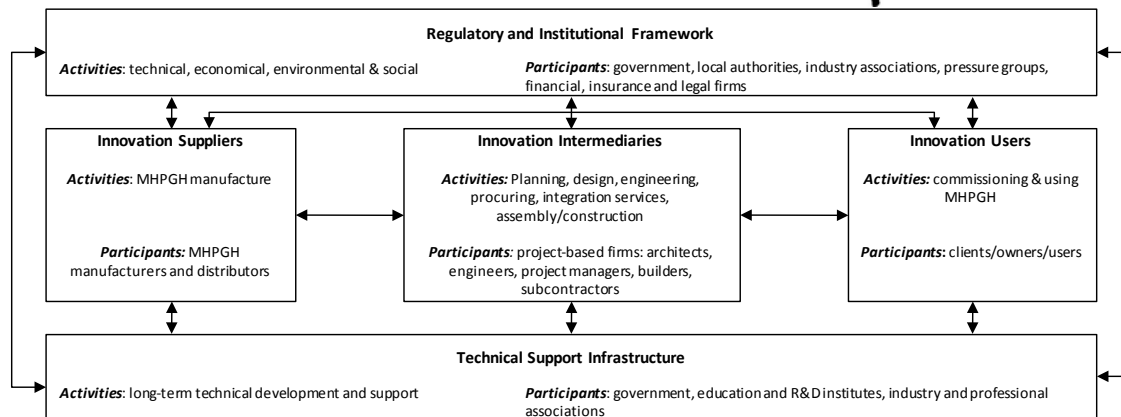 Regulatory and Institutional Framework
Activities: technical, economical, environmental & social
Participants: government, local authorities, industry associations, pressure groups,
financial, insurance and legal firms
Innovation Suppliers
Activities: MHPGH manufacture
Participants: MHPGH
manufacturers and distributors
Innovation Intermediaries
Activities: Planning, design, engineering,
procuring, integration services,
assembly/construction
Participants: project-based firms: architects,
engineers, project managers, builders,
subcontractors
Innovation Users
Activities: commissioning & using
MHPGH
Participants: clients/owners/users
Technical Support Infrastructure
Activities: long-term technical development and support
Participants: government, education and R&D institutes, industry and professional
associations